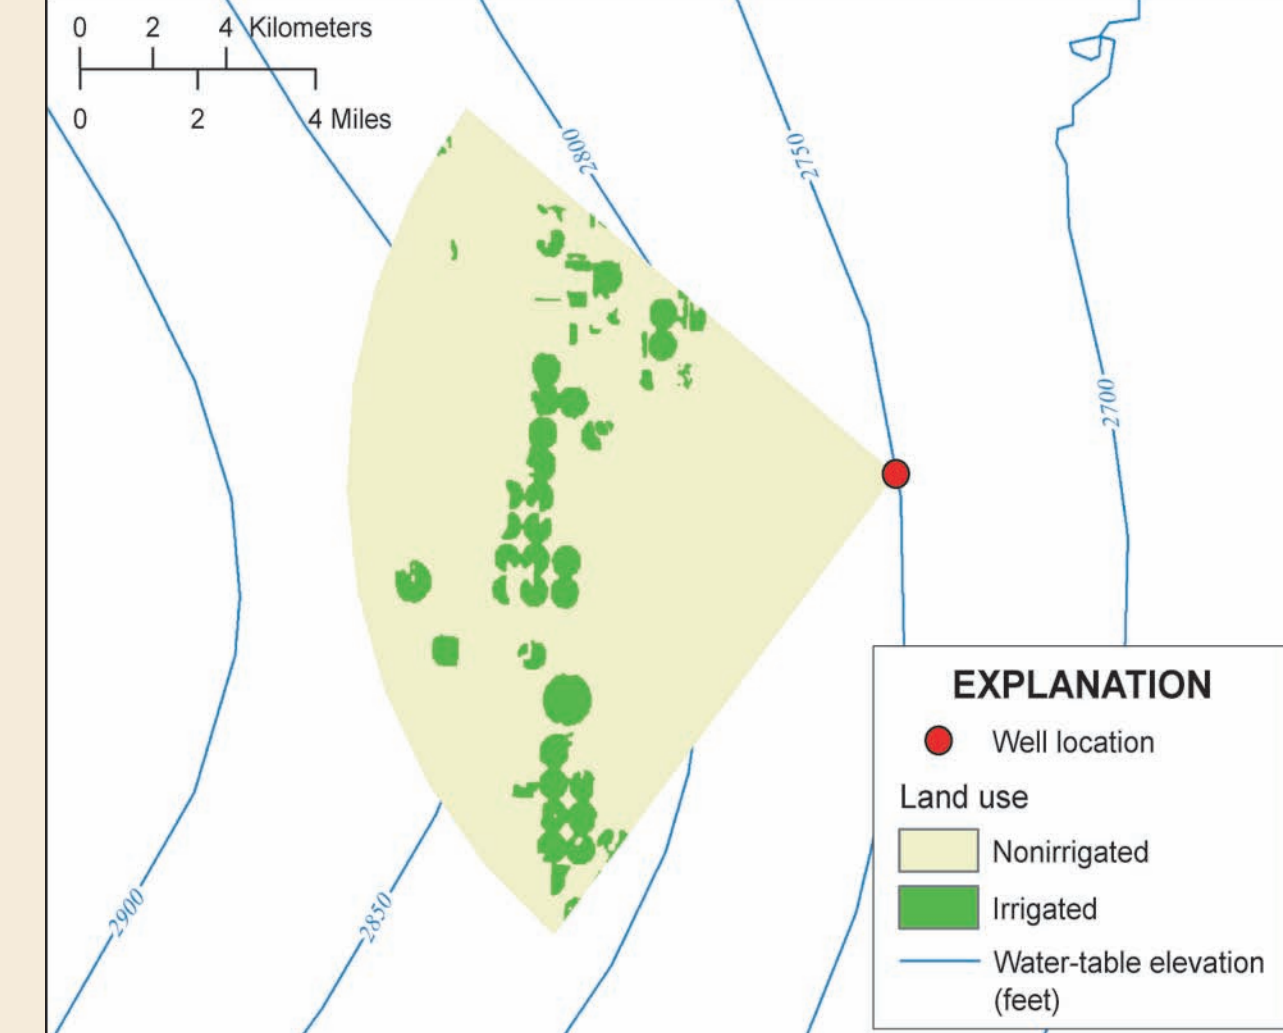 0 2 4 Kilometers
0 2 4 Miles
2800
2750
2700
2900
2850
EXPLANATION
Well location
Land use
Nonirrigated
Irrigated
Water-table elevation
(feet)